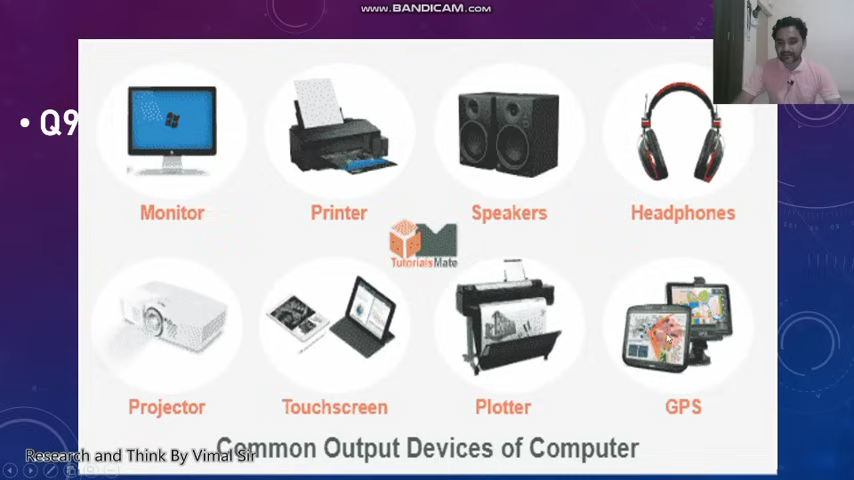 WWW.BANDICAM.COM
• Q9
Monitor
Printer
Speakers
Headphones
TutorialsMate
Projector
Touchscreen
Plotter
GPS
Common Output Devices of Computer
Research and Think By Vimal Sir